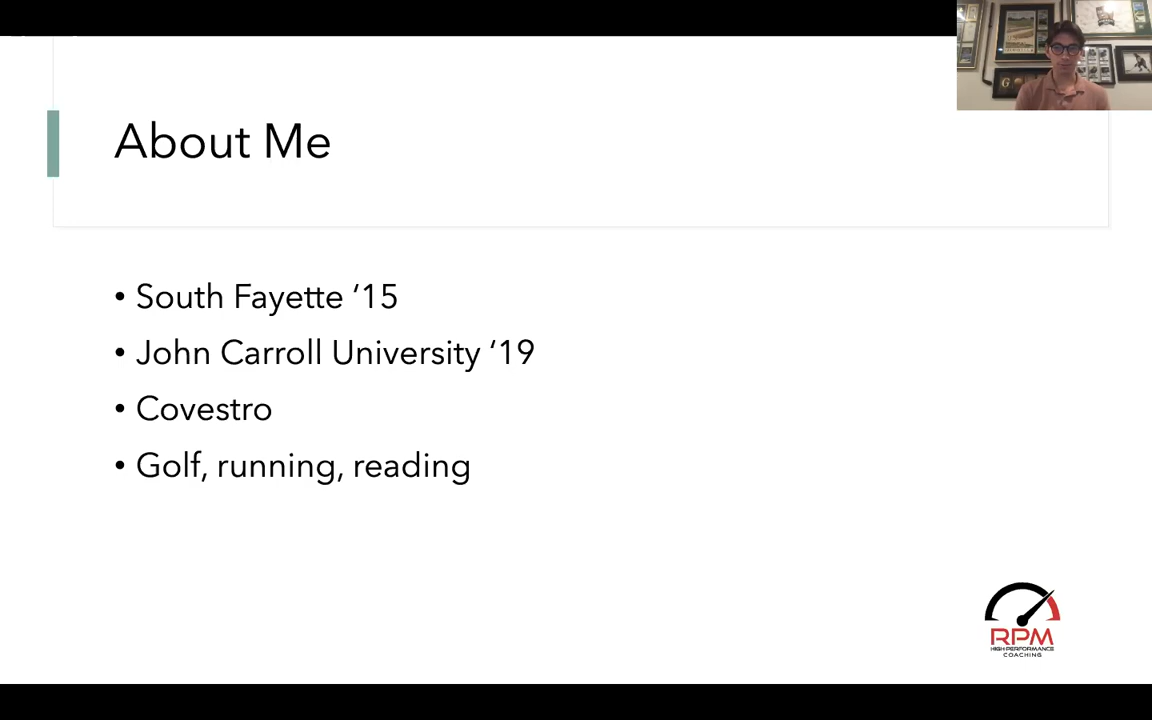 About Me
• South Fayette ‘15
• John Carroll University ‘19
• Covestro
• Golf, running, reading
RPM
HIGH PERFORMANCE
COACHING